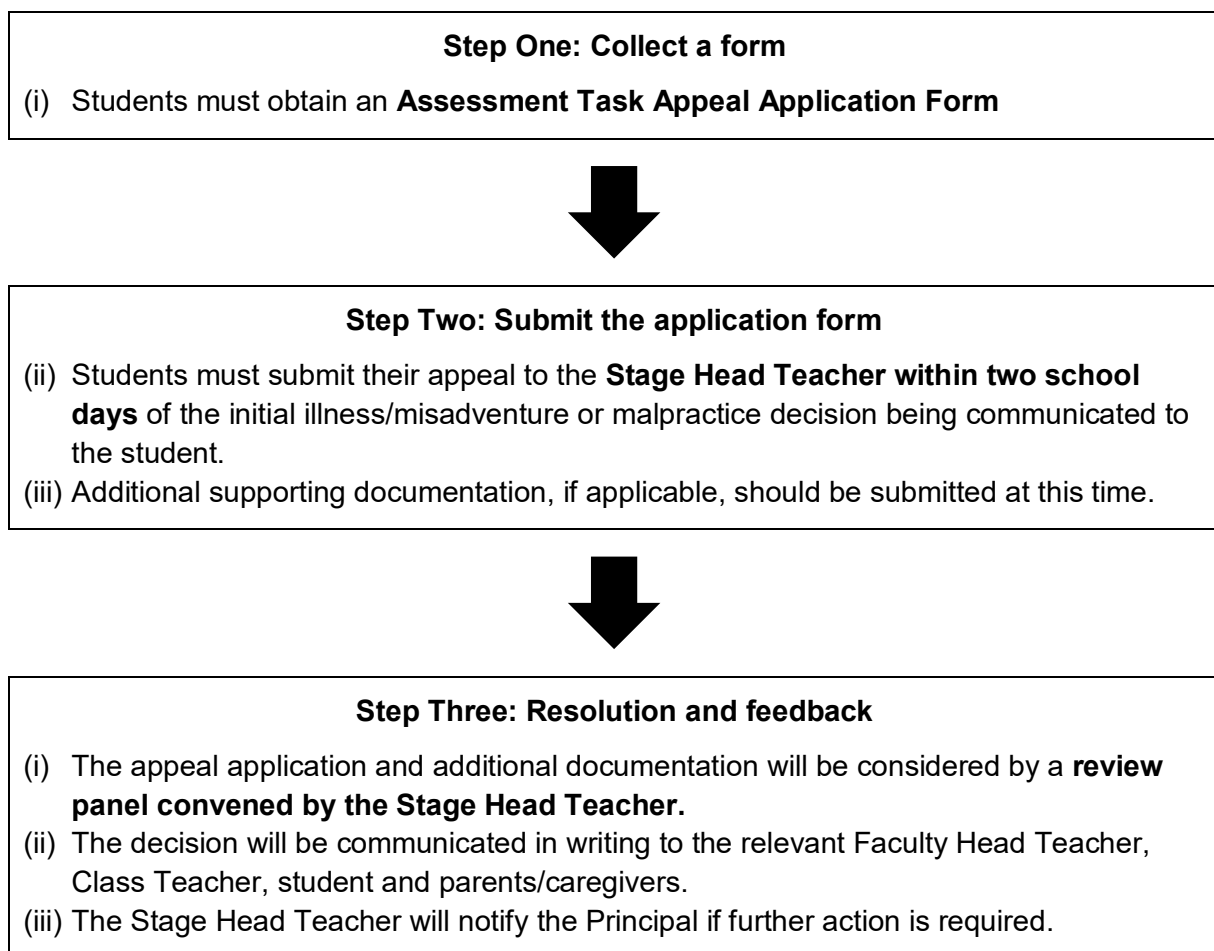 Step One: Collect a form
(i) Students must obtain an Assessment Task Appeal Application Form
Step Two: Submit the application form
(ii) Students must submit their appeal to the Stage Head Teacher within two school
days of the initial illness/misadventure or malpractice decision being communicated to
the student.
(iii) Additional supporting documentation, if applicable, should be submitted at this time.
Step Three: Resolution and feedback
(i) The appeal application and additional documentation will be considered by a review
panel convened by the Stage Head Teacher.
(ii) The decision will be communicated in writing to the relevant Faculty Head Teacher,
Class Teacher, student and parents/caregivers.
(iii) The Stage Head Teacher will notify the Principal if further action is required.